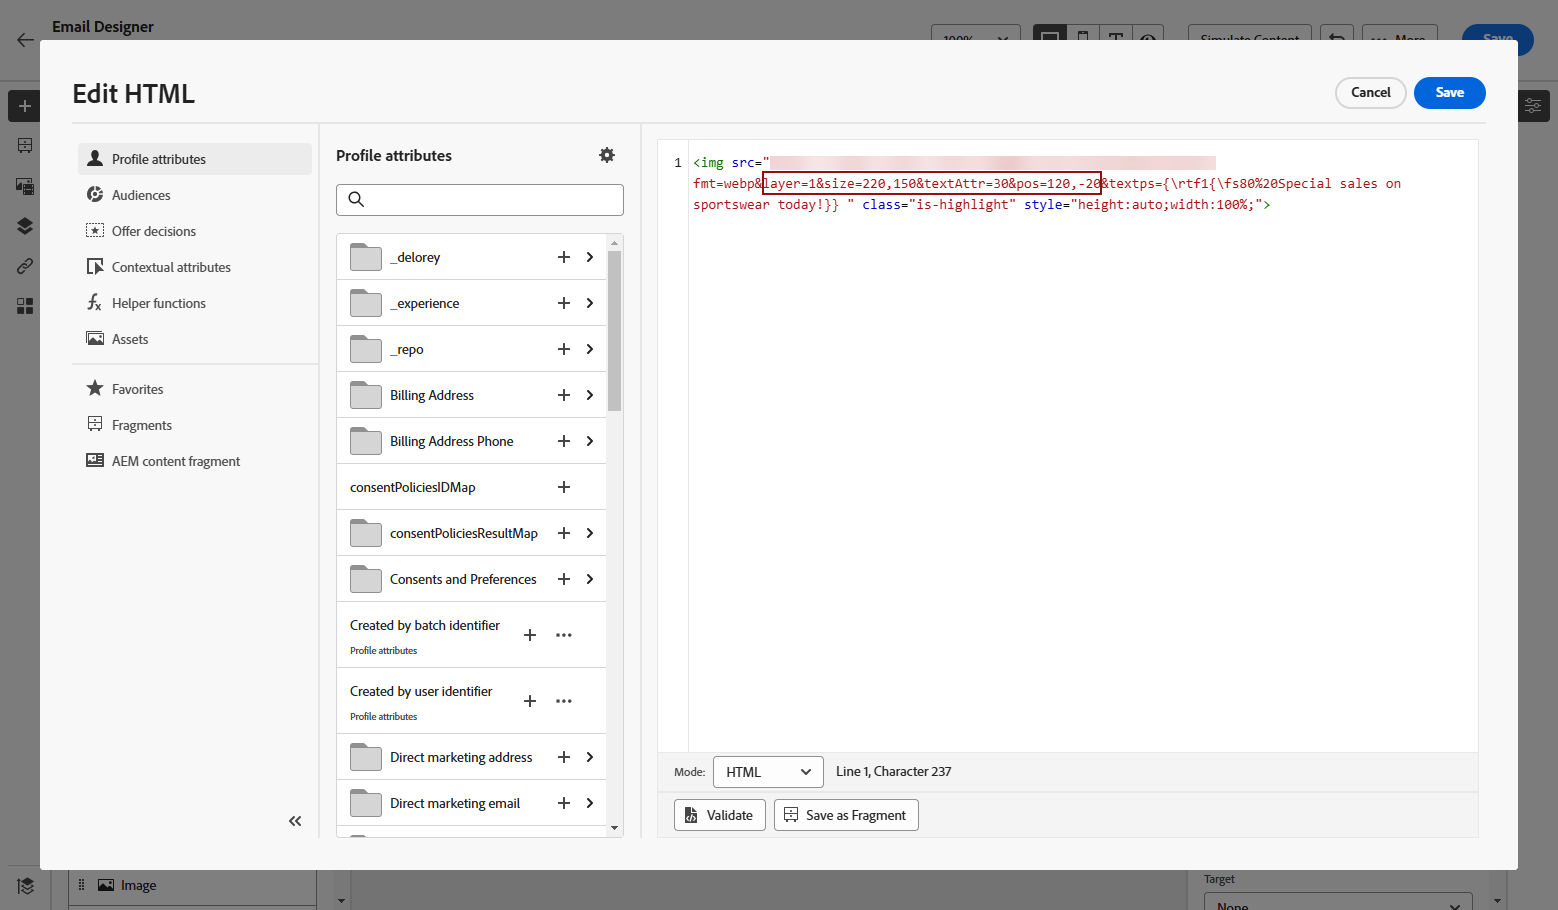 Email Designer
100%
Simulate Content
More
Save
Edit HTML
Cancel
Save
Profile attributes
Audiences
Offer decisions
Contextual attributes
Helper functions
Assets
Favorites
Fragments
AEM content fragment
Profile attributes
_delorey
_experience
_repo
Billing Address
Billing Address Phone
consentPoliciesIDMap
consentPoliciesResultMap
Consents and Preferences
Created by batch identifier
Profile attributes
Created by user identifier
Profile attributes
Direct marketing address
Direct marketing email
1
<img src="
fmt=webp&layer=1&size=220,150&textAttr=30&pos=120,-20&textps={\rtf1{\fs80%20Special sales on
sportswear today!}} " class="is-highlight" style="height:auto;width:100%;">
Mode:
HTML
Line 1, Character 237
Validate
Save as Fragment
Image
Target
None